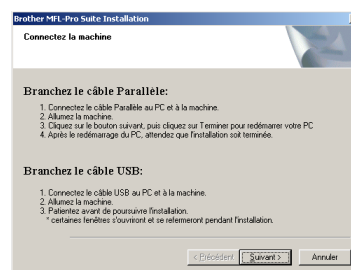 Brother MFL-Pro Suite Installation
Connectez la machine
Branchez le câble Parallèle:
1. Connectez le câble Parallèle au PC et à la machine.
2. Allumez la machine.
3. Cliquez sur le bouton suivant, puis cliquez sur Terminer pour redémarrer votre PC
4. Après le redémarrage du PC, attendez que l'installation soit terminée.
Branchez le câble USB:
1. Connectez le câble USB au PC et à la machine.
2. Allumez la machine.
3. Patientez avant de poursuivre l'installation.
* certaines fenêtres s'ouvriront et se refermeront pendant l'installation.
< Précédent Suivant > Annuler